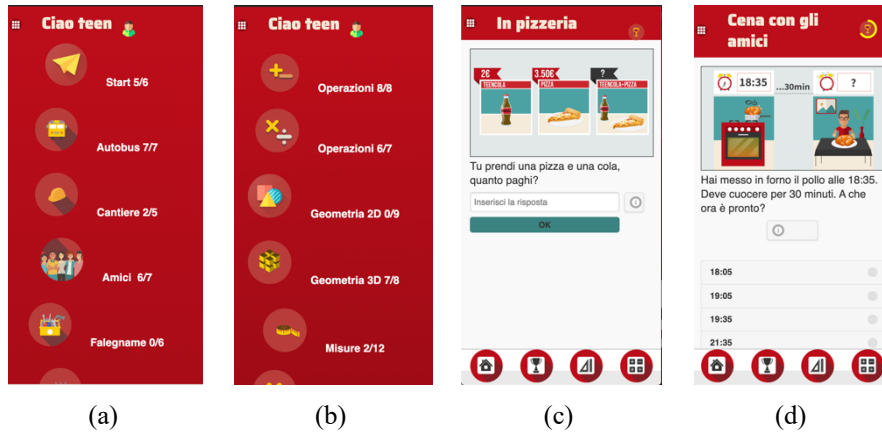 Ciao teen
Start 5/6
Autobus 7/7
Cantiere 2/5
Amici 6/7
Falegname 0/6
(a)
Ciao teen
Operazioni 8/8
Operazioni 6/7
Geometria 2D 0/9
Geometria 3D 7/8
Misure 2/12
(b)
In pizzeria
2€
TEENCOLA
3.50€
PIZZA
?
TEENCOLA+PIZZA
Tu prendi una pizza e una cola,
quanto paghi?
Inserisci la risposta
OK
(c)
Cena con gli
amici
18:35
...30min
?
Hai messo in forno il pollo alle 18:35.
Deve cuocere per 30 minuti. A che
ora è pronto?
18:05
19:05
19:35
21:35
(d)